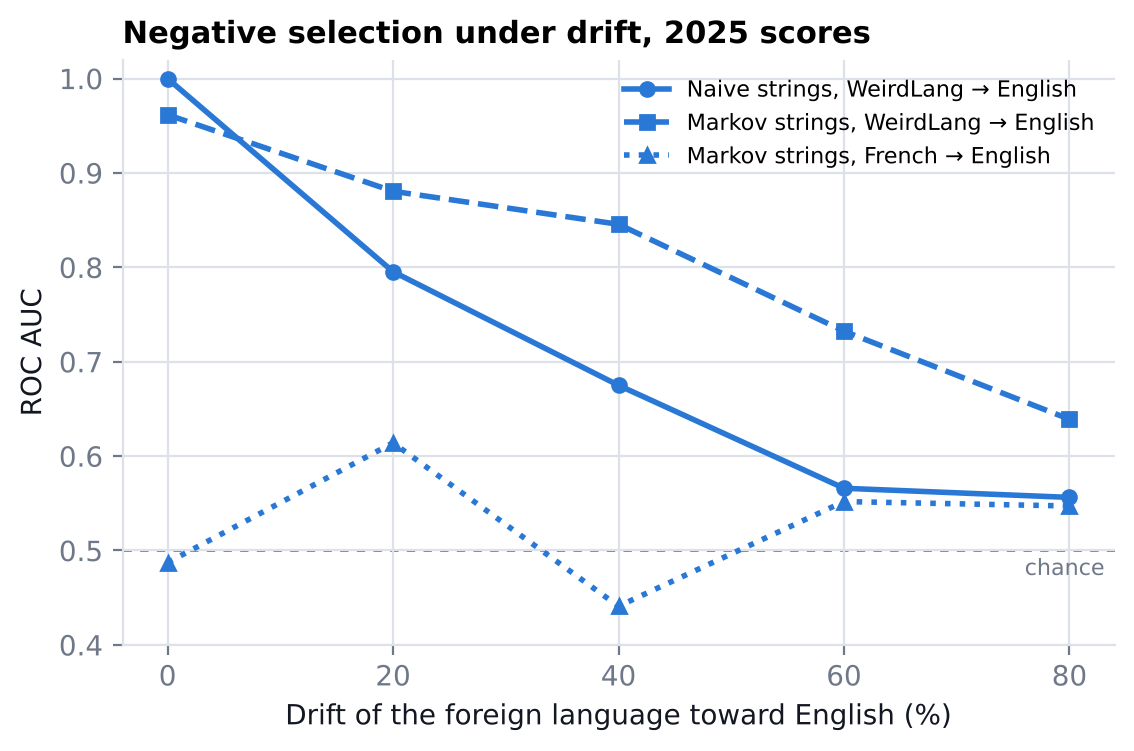 Negative selection under drift, 2025 scores
Naive strings, WeirdLang → English
Markov strings, WeirdLang → English
Markov strings, French → English
ROC AUC
1.0
0.9
0.8
0.7
0.6
0.5
0.4
chance
0 20 40 60 80
Drift of the foreign language toward English (%)